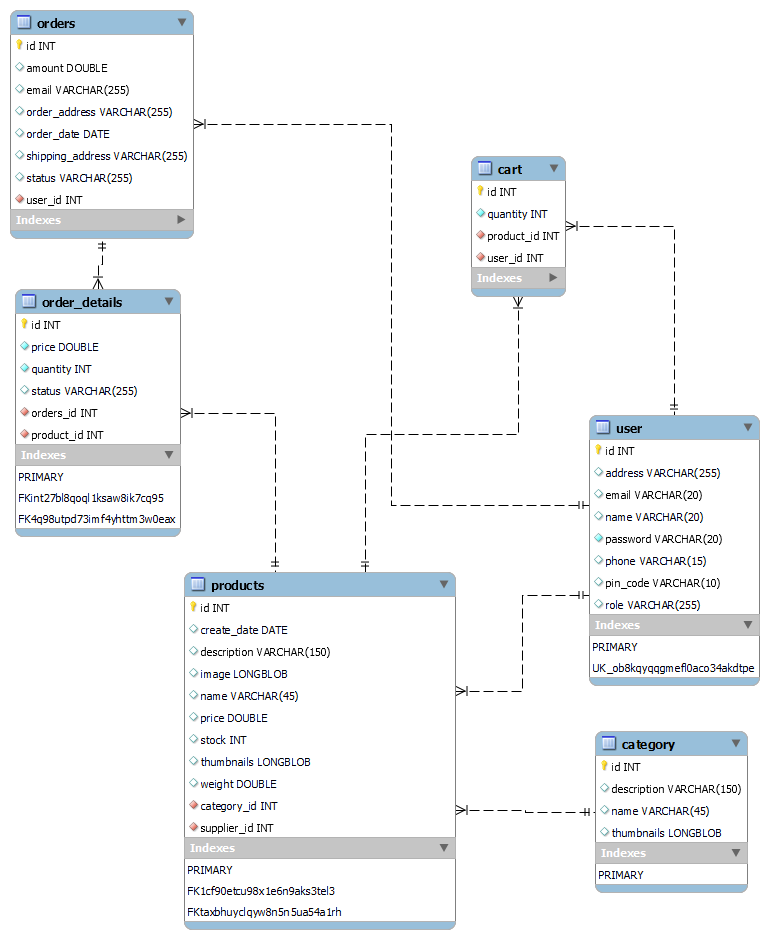 orders
id INT
amount DOUBLE
email VARCHAR(255)
order_address VARCHAR(255)
order_date DATE
shipping_address VARCHAR(255)
status VARCHAR(255)
user_id INT
Indexes
order_details
id INT
price DOUBLE
quantity INT
status VARCHAR(255)
orders_id INT
product_id INT
Indexes
PRIMARY
FKint27bl8qoql1ksaw8ik7cq95
FK4q98utpd73imf4yhttm3w0eax
cart
id INT
quantity INT
product_id INT
user_id INT
Indexes
user
id INT
address VARCHAR(255)
email VARCHAR(20)
name VARCHAR(20)
password VARCHAR(20)
phone VARCHAR(15)
pin_code VARCHAR(10)
role VARCHAR(255)
Indexes
PRIMARY
UK_ob8kqyqqgmefl0aco34akdtpe
products
id INT
create_date DATE
description VARCHAR(150)
image LONGBLOB
name VARCHAR(45)
price DOUBLE
stock INT
thumbnails LONGBLOB
weight DOUBLE
category_id INT
supplier_id INT
Indexes
PRIMARY
FK1cf90etcu98x1e6n9aks3tel3
FKtaxbhuyclqyw8n5n5ua54a1rh
category
id INT
description VARCHAR(150)
name VARCHAR(45)
thumbnails LONGBLOB
Indexes
PRIMARY